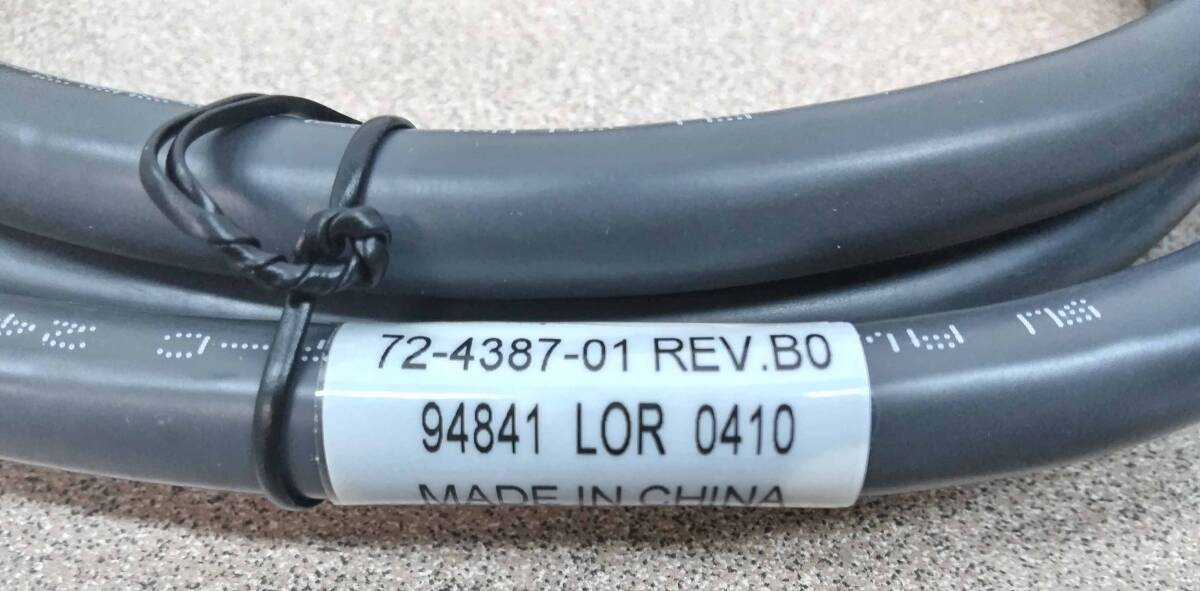 72-4387-01 REV.B0
94841 LOR 0410
MADE IN CHINA